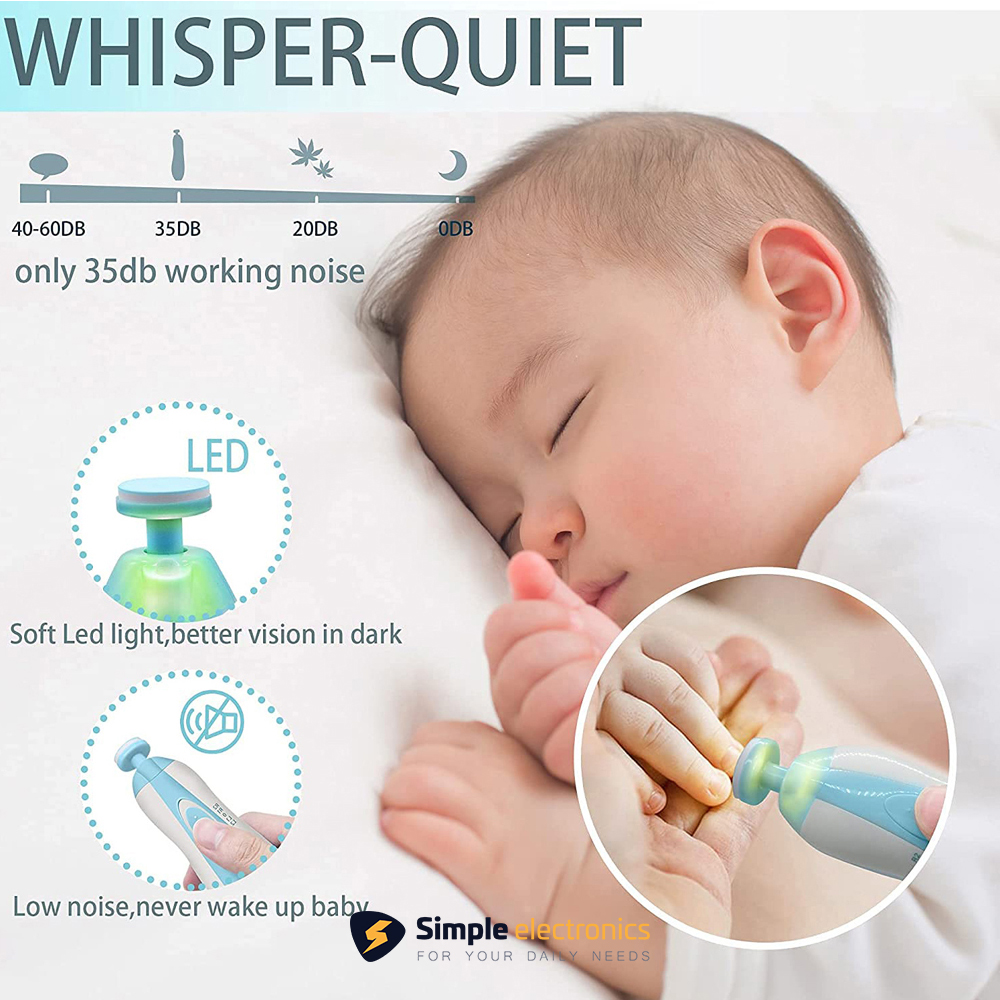 WHISPER-QUIET
40-60DB 35DB 20DB 0DB
only 35db working noise
LED
Soft Led light,better vision in dark
Low noise,never wake up baby
Simple electronics
FOR YOUR DAILY NEEDS